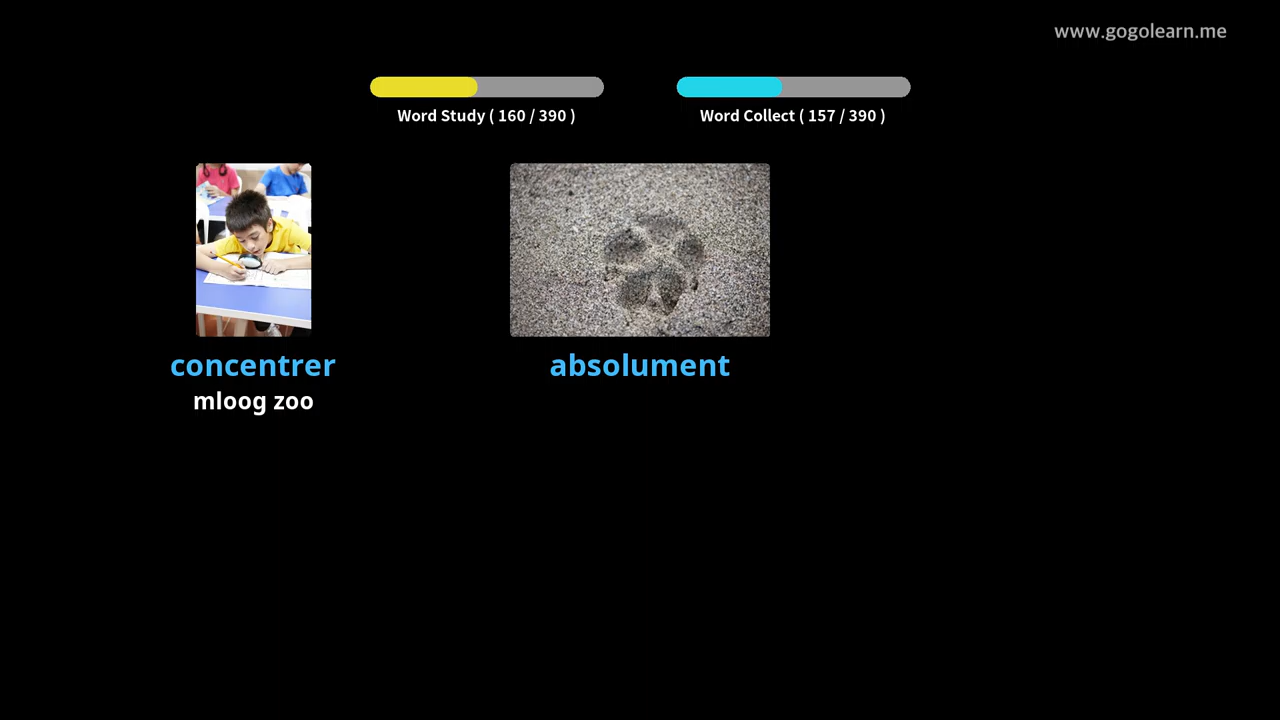 www.gogolearn.me
Word Study ( 160 / 390 )
Word Collect ( 157 / 390 )
concentrer
mloog zoo
absolument